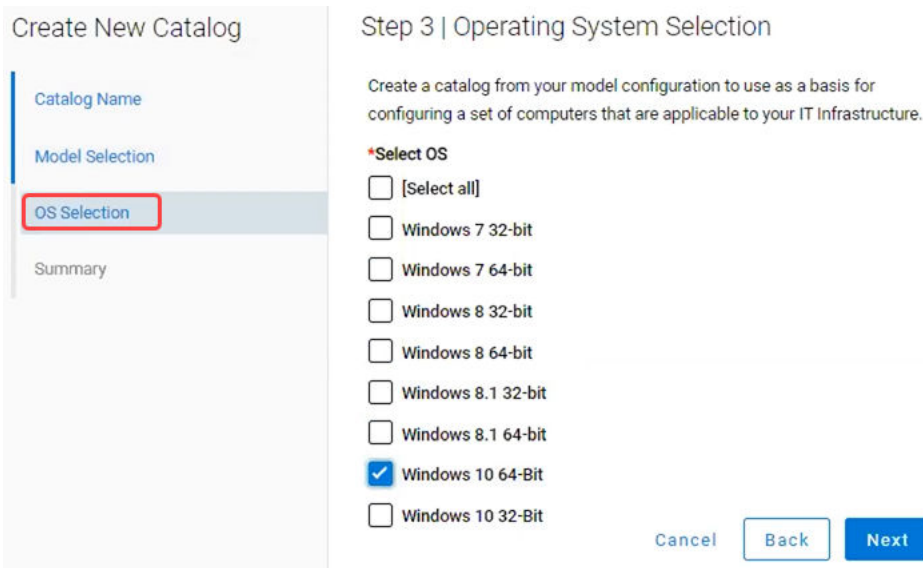 Create New Catalog
Catalog Name
Model Selection
OS Selection
Summary
Step 3 | Operating System Selection
Create a catalog from your model configuration to use as a basis for
configuring a set of computers that are applicable to your IT Infrastructure.
*Select OS
[Select all]
Windows 7 32-bit
Windows 7 64-bit
Windows 8 32-bit
Windows 8 64-bit
Windows 8.1 32-bit
Windows 8.1 64-bit
Windows 10 64-Bit
Windows 10 32-Bit
Cancel Back Next